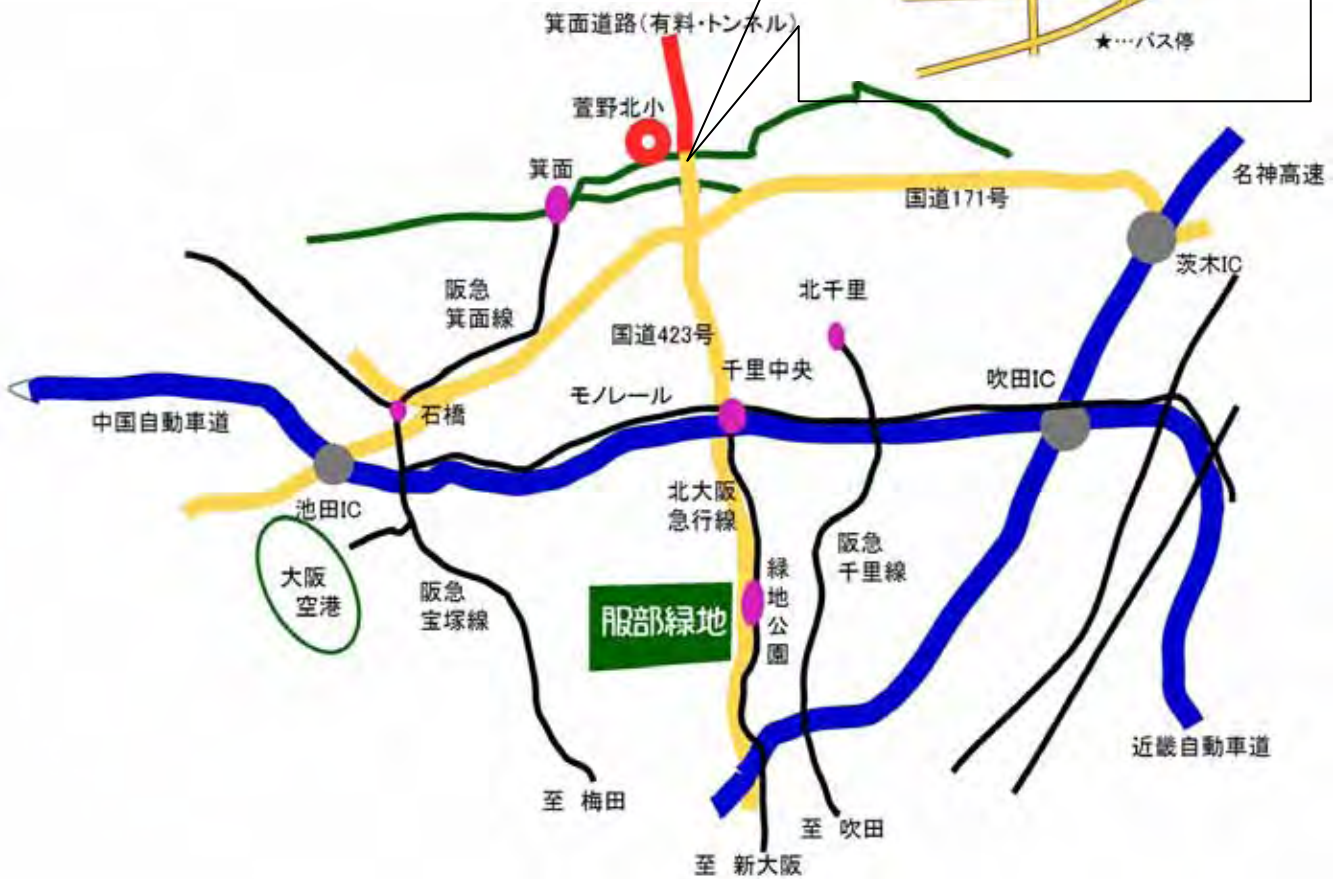 箕面道路(有料・トンネル)
★…バス停
萱野北小
箕面
名神高速
国道171号
茨木IC
阪急
箕面線
北千里
国道423号
千里中央
吹田IC
モノレール
石橋
中国自動車道
池田IC
北大阪
急行線
阪急
千里線
大阪
空港
阪急
宝塚線
服部緑地
緑地公園
近畿自動車道
至 梅田
至 吹田
至 新大阪